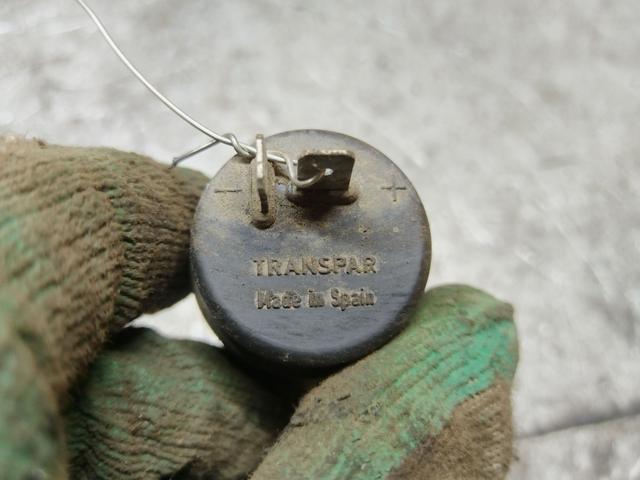 - +
TRANSPAR
Made in Spain